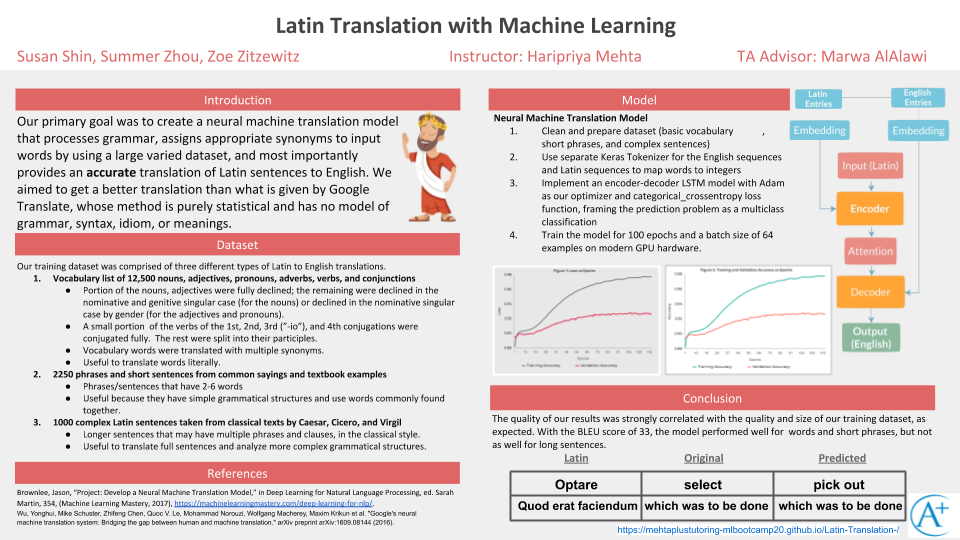 Latin Translation with Machine Learning
Susan Shin, Summer Zhou, Zoe Zitzewitz
Instructor: Haripriya Mehta
TA Advisor: Marwa AlAlawi
Introduction
Our primary goal was to create a neural machine translation model
that processes grammar, assigns appropriate synonyms to input
words by using a large varied dataset, and most importantly
provides an accurate translation of Latin sentences to English. We
aimed to get a better translation than what is given by Google
Translate, whose method is purely statistical and has no model of
grammar, syntax, idiom, or meanings.
Dataset
Our training dataset was comprised of three different types of Latin to English translations.
1. Vocabulary list of 12,500 nouns, adjectives, pronouns, adverbs, verbs, and conjunctions
● Portion of the nouns, adjectives were fully declined; the remaining were declined in the
nominative and genitive singular case (for the nouns) or declined in the nominative singular
case by gender (for the adjectives and pronouns).
● A small portion of the verbs of the 1st, 2nd, 3rd ("-io"), and 4th conjugations were
conjugated fully. The rest were split into their participles.
● Vocabulary words were translated with multiple synonyms.
● Useful to translate words literally.
2. 2250 phrases and short sentences from common sayings and textbook examples
● Phrases/sentences that have 2-6 words
● Useful because they have simple grammatical structures and use words commonly found
together.
3. 1000 complex Latin sentences taken from classical texts by Caesar, Cicero, and Virgil
● Longer sentences that may have multiple phrases and clauses, in the classical style.
● Useful to translate full sentences and analyze more complex grammatical structures.
References
Brownlee, Jason, "Project: Develop a Neural Machine Translation Model," in Deep Learning for Natural Language Processing, ed. Sarah
Martin, 354, (Machine Learning Mastery, 2017), https://machinelearningmastery.com/deep-learning-for-nlp/.
Wu, Yonghui, Mike Schuster, Zhifeng Chen, Quoc V. Le, Mohammad Norouzi, Wolfgang Macherey, Maxim Krikun et al. "Google's neural
machine translation system: Bridging the gap between human and machine translation." arXiv preprint arXiv:1609.08144 (2016).
Model
Neural Machine Translation Model
1. Clean and prepare dataset (basic vocabulary ,
short phrases, and complex sentences)
2. Use separate Keras Tokenizer for the English sequences
and Latin sequences to map words to integers
3. Implement an encoder-decoder LSTM model with Adam
as our optimizer and categorical_crossentropy loss
function, framing the prediction problem as a multiclass
classification
4. Train the model for 100 epochs and a batch size of 64
examples on modern GPU hardware.
Latin
Entries
English
Entries
Embedding
Embedding
Input (Latin)
Encoder
Attention
Decoder
Output
(English)
Figure 1: Loss vs Epochs
Epochs
Training Accuracy
Validation Accuracy
Figure 2: Training and Validation Accuracy vs Epochs
Accuracy
Epochs
Training Accuracy
Validation Accuracy
Conclusion
The quality of our results was strongly correlated with the quality and size of our training dataset, as
expected. With the BLEU score of 33, the model performed well for words and short phrases, but not
as well for long sentences.
Latin Original Predicted
Optare select pick out
Quod erat faciendum which was to be done which was to be done
https://mehtaplustutoring-mlbootcamp20.github.io/Latin-Translation-/
A+